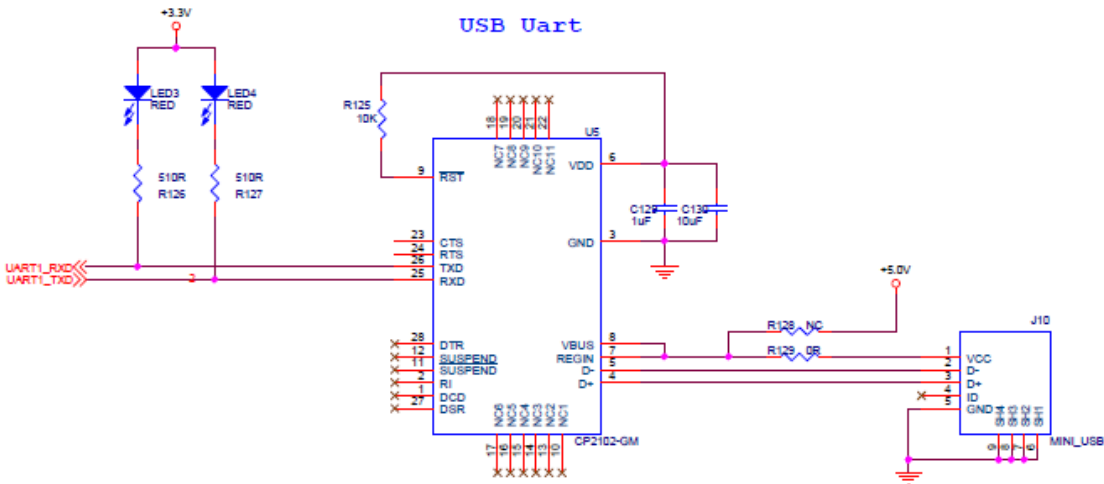 USB Uart
+3.3V
LED3
RED
LED4
RED
R125
10K
510R
R126
510R
R127
UART1_RXD
UART1_TXD
2
U5
18 19 20 21 22
NC7 NC8 NC9 NC10 NC11
9 RST
23 CTS
24 RTS
26 TXD
25 RXD
28 DTR
12 SUSPEND
11 SUSPEND
2 RI
1 DCD
27 DSR
VDD 6
GND 3
VBUS 8
REGIN 7
D- 5
D+ 4
NC6 NC5 NC4 NC3 NC2 NC1
17 16 15 14 13 10
CP2102-GM
C129
1uF
C130
10uF
+5.0V
R128 NC
R129 0R
J10
1 VCC
2 D-
3 D+
4 ID
5 GND
SH4 SH3 SH2 SH1
9 8 7 6
MINI_USB